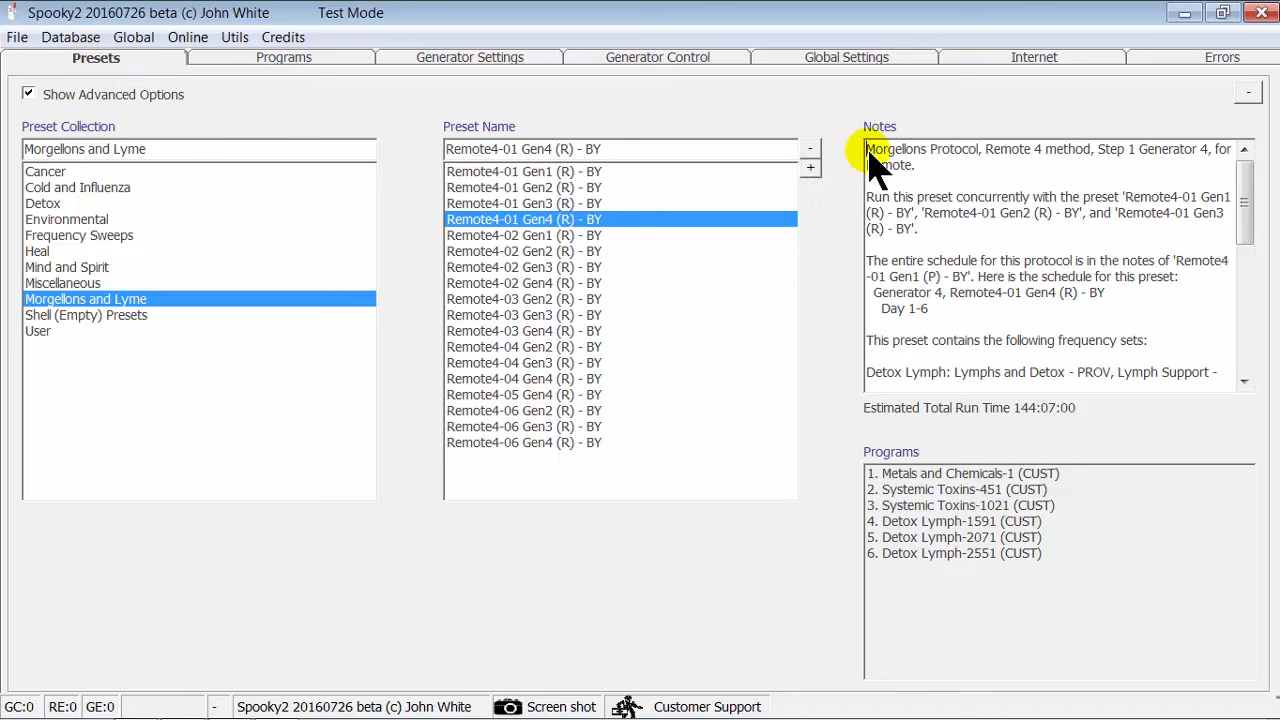 Spooky2 20160726 beta (c) John White Test Mode
File Database Global Online Utils Credits
Presets Programs Generator Settings Generator Control Global Settings Internet Errors
Show Advanced Options -
Preset Collection
Morgellons and Lyme
Cancer
Cold and Influenza
Detox
Environmental
Frequency Sweeps
Heal
Mind and Spirit
Miscellaneous
Morgellons and Lyme
Shell (Empty) Presets
User
Preset Name
Remote4-01 Gen4 (R) - BY -
+
Remote4-01 Gen1 (R) - BY
Remote4-01 Gen2 (R) - BY
Remote4-01 Gen3 (R) - BY
Remote4-01 Gen4 (R) - BY
Remote4-02 Gen1 (R) - BY
Remote4-02 Gen2 (R) - BY
Remote4-02 Gen3 (R) - BY
Remote4-02 Gen4 (R) - BY
Remote4-03 Gen2 (R) - BY
Remote4-03 Gen3 (R) - BY
Remote4-03 Gen4 (R) - BY
Remote4-04 Gen2 (R) - BY
Remote4-04 Gen3 (R) - BY
Remote4-04 Gen4 (R) - BY
Remote4-05 Gen4 (R) - BY
Remote4-06 Gen2 (R) - BY
Remote4-06 Gen3 (R) - BY
Remote4-06 Gen4 (R) - BY
Notes
Morgellons Protocol, Remote 4 method, Step 1 Generator 4, for
Remote.
Run this preset concurrently with the preset 'Remote4-01 Gen1
(R) - BY', 'Remote4-01 Gen2 (R) - BY', and 'Remote4-01 Gen3
(R) - BY'.
The entire schedule for this protocol is in the notes of 'Remote4
-01 Gen1 (P) - BY'. Here is the schedule for this preset:
Generator 4, Remote4-01 Gen4 (R) - BY
Day 1-6
This preset contains the following frequency sets:
Detox Lymph: Lymphs and Detox - PROV, Lymph Support -
Estimated Total Run Time 144:07:00
Programs
1. Metals and Chemicals-1 (CUST)
2. Systemic Toxins-451 (CUST)
3. Systemic Toxins-1021 (CUST)
4. Detox Lymph-1591 (CUST)
5. Detox Lymph-2071 (CUST)
6. Detox Lymph-2551 (CUST)
GC:0 RE:0 GE:0 - Spooky2 20160726 beta (c) John White Screen shot Customer Support